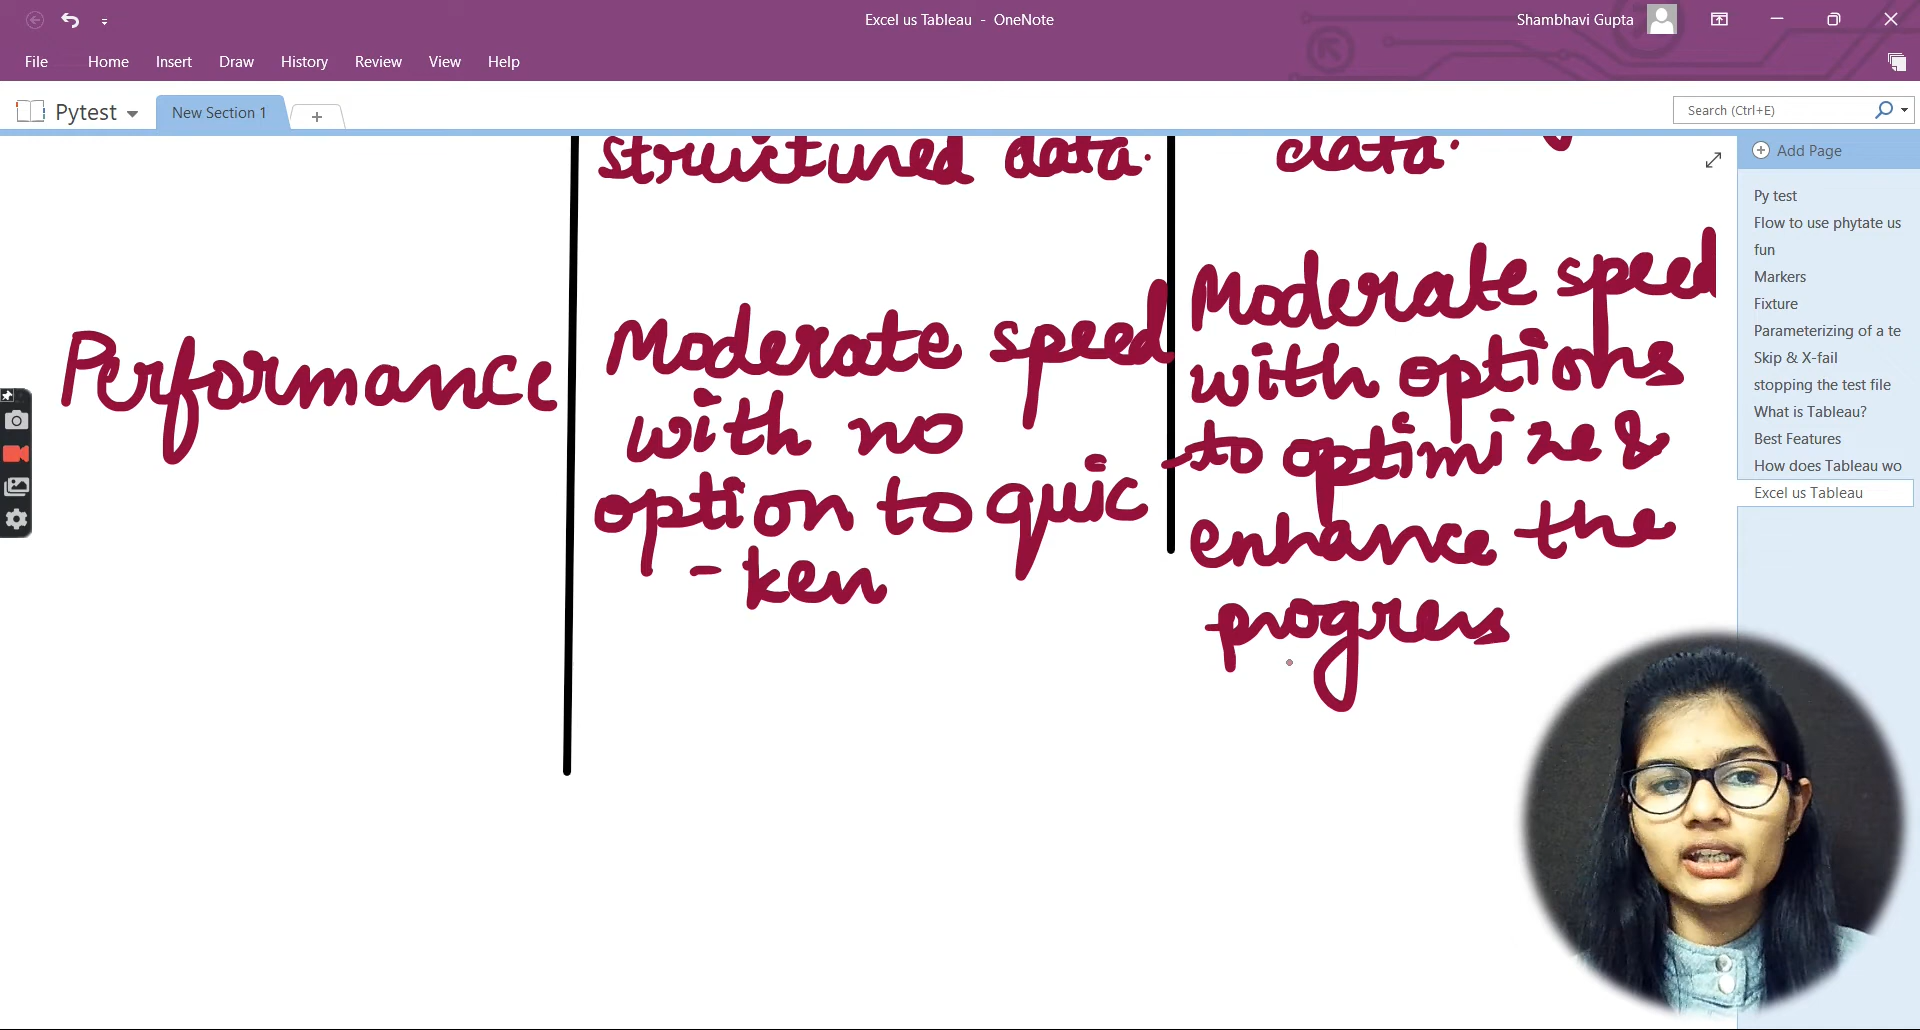 Excel us Tableau - OneNote
Shambhavi Gupta
File Home Insert Draw History Review View Help
Pytest
New Section 1
+
Search (Ctrl+E)
Add Page
Py test
Flow to use phytate us
fun
Markers
Fixture
Parameterizing of a te
Skip & X-fail
stopping the test file
What is Tableau?
Best Features
How does Tableau wo
Excel us Tableau
structured data.
data.
Performance
Moderate speed
with no
option to quic
-ken
Moderate speed
with options
-to optimize &
enhance the
progress